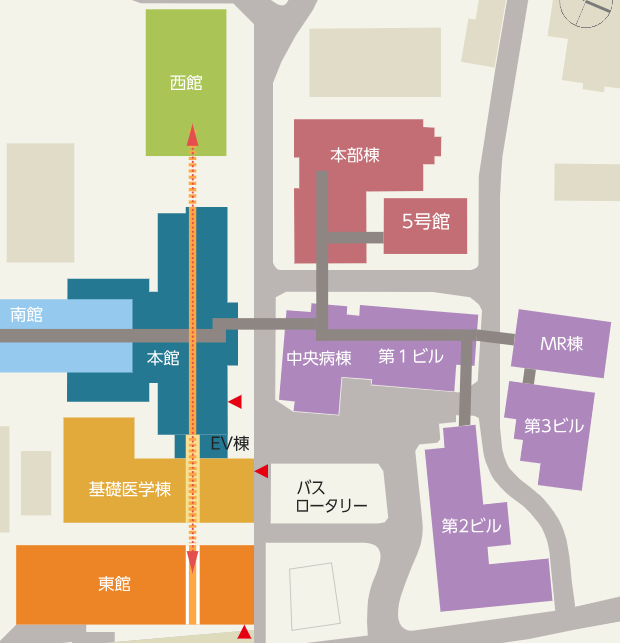 西館
本部棟
5号館
南館
本館
中央病棟
第1ビル
MR棟
第3ビル
EV棟
基礎医学棟
バス
ロータリー
第2ビル
東館